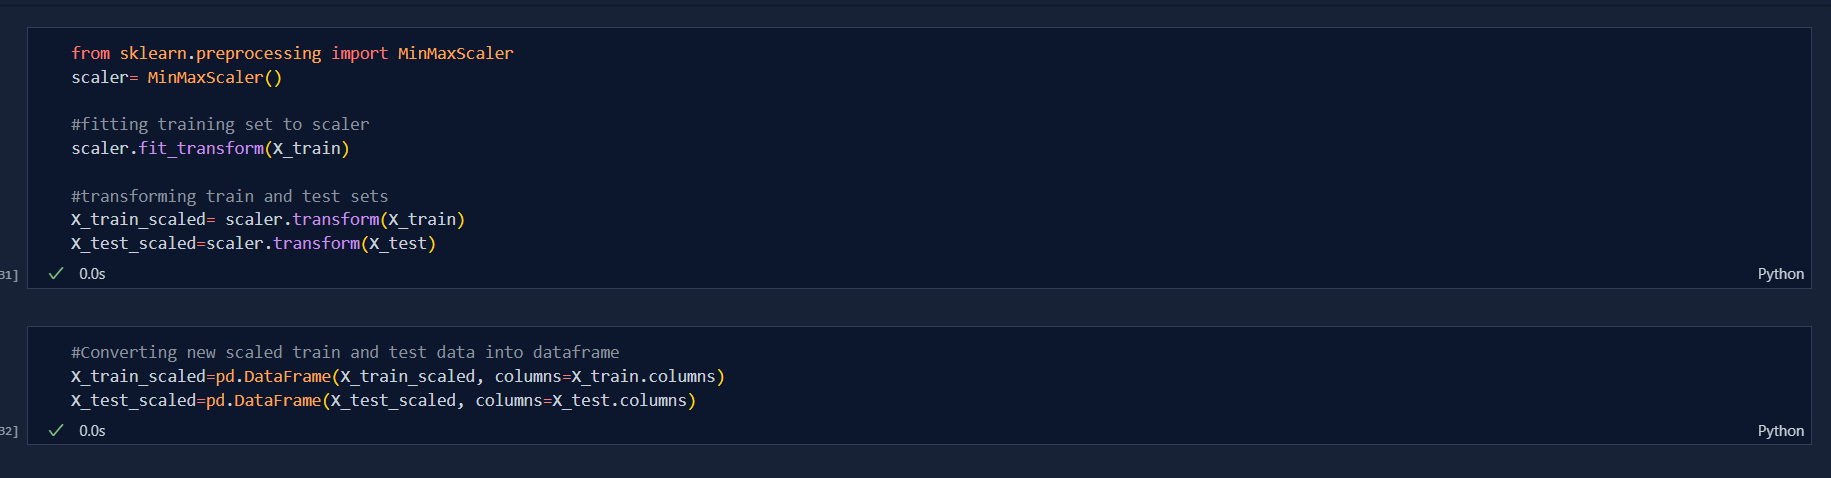 from sklearn.preprocessing import MinMaxScaler
scaler= MinMaxScaler()
#fitting training set to scaler
scaler.fit_transform(X_train)
#transforming train and test sets
X_train_scaled= scaler.transform(X_train)
X_test_scaled=scaler.transform(X_test)
31] 0.0s Python
#Converting new scaled train and test data into dataframe
X_train_scaled=pd.DataFrame(X_train_scaled, columns=X_train.columns)
X_test_scaled=pd.DataFrame(X_test_scaled, columns=X_test.columns)
32] 0.0s Python